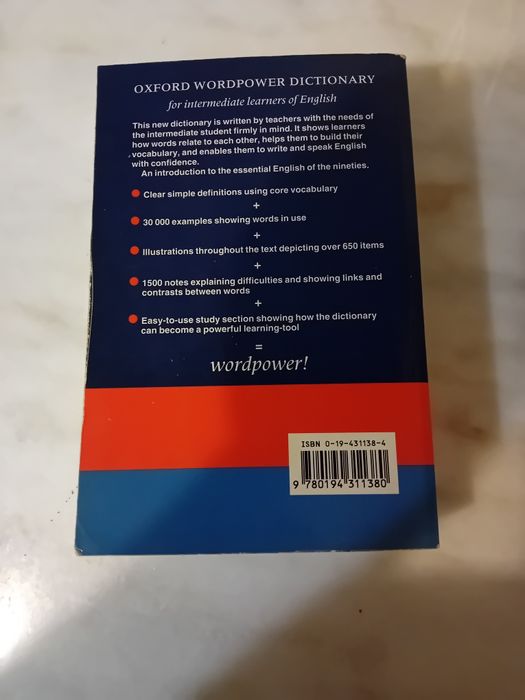 OXFORD WORDPOWER DICTIONARY
for intermediate learners of English
This new dictionary is written by teachers with the needs of
the intermediate student firmly in mind. It shows learners
how words relate to each other, helps them to build their
vocabulary, and enables them to write and speak English
with confidence.
An introduction to the essential English of the nineties.
Clear simple definitions using core vocabulary
+
30 000 examples showing words in use
+
Illustrations throughout the text depicting over 650 items
+
1500 notes explaining difficulties and showing links and
contrasts between words
+
Easy-to-use study section showing how the dictionary
can become a powerful learning-tool
=
wordpower!
ISBN 0-19-431138-4
9 780194 311380